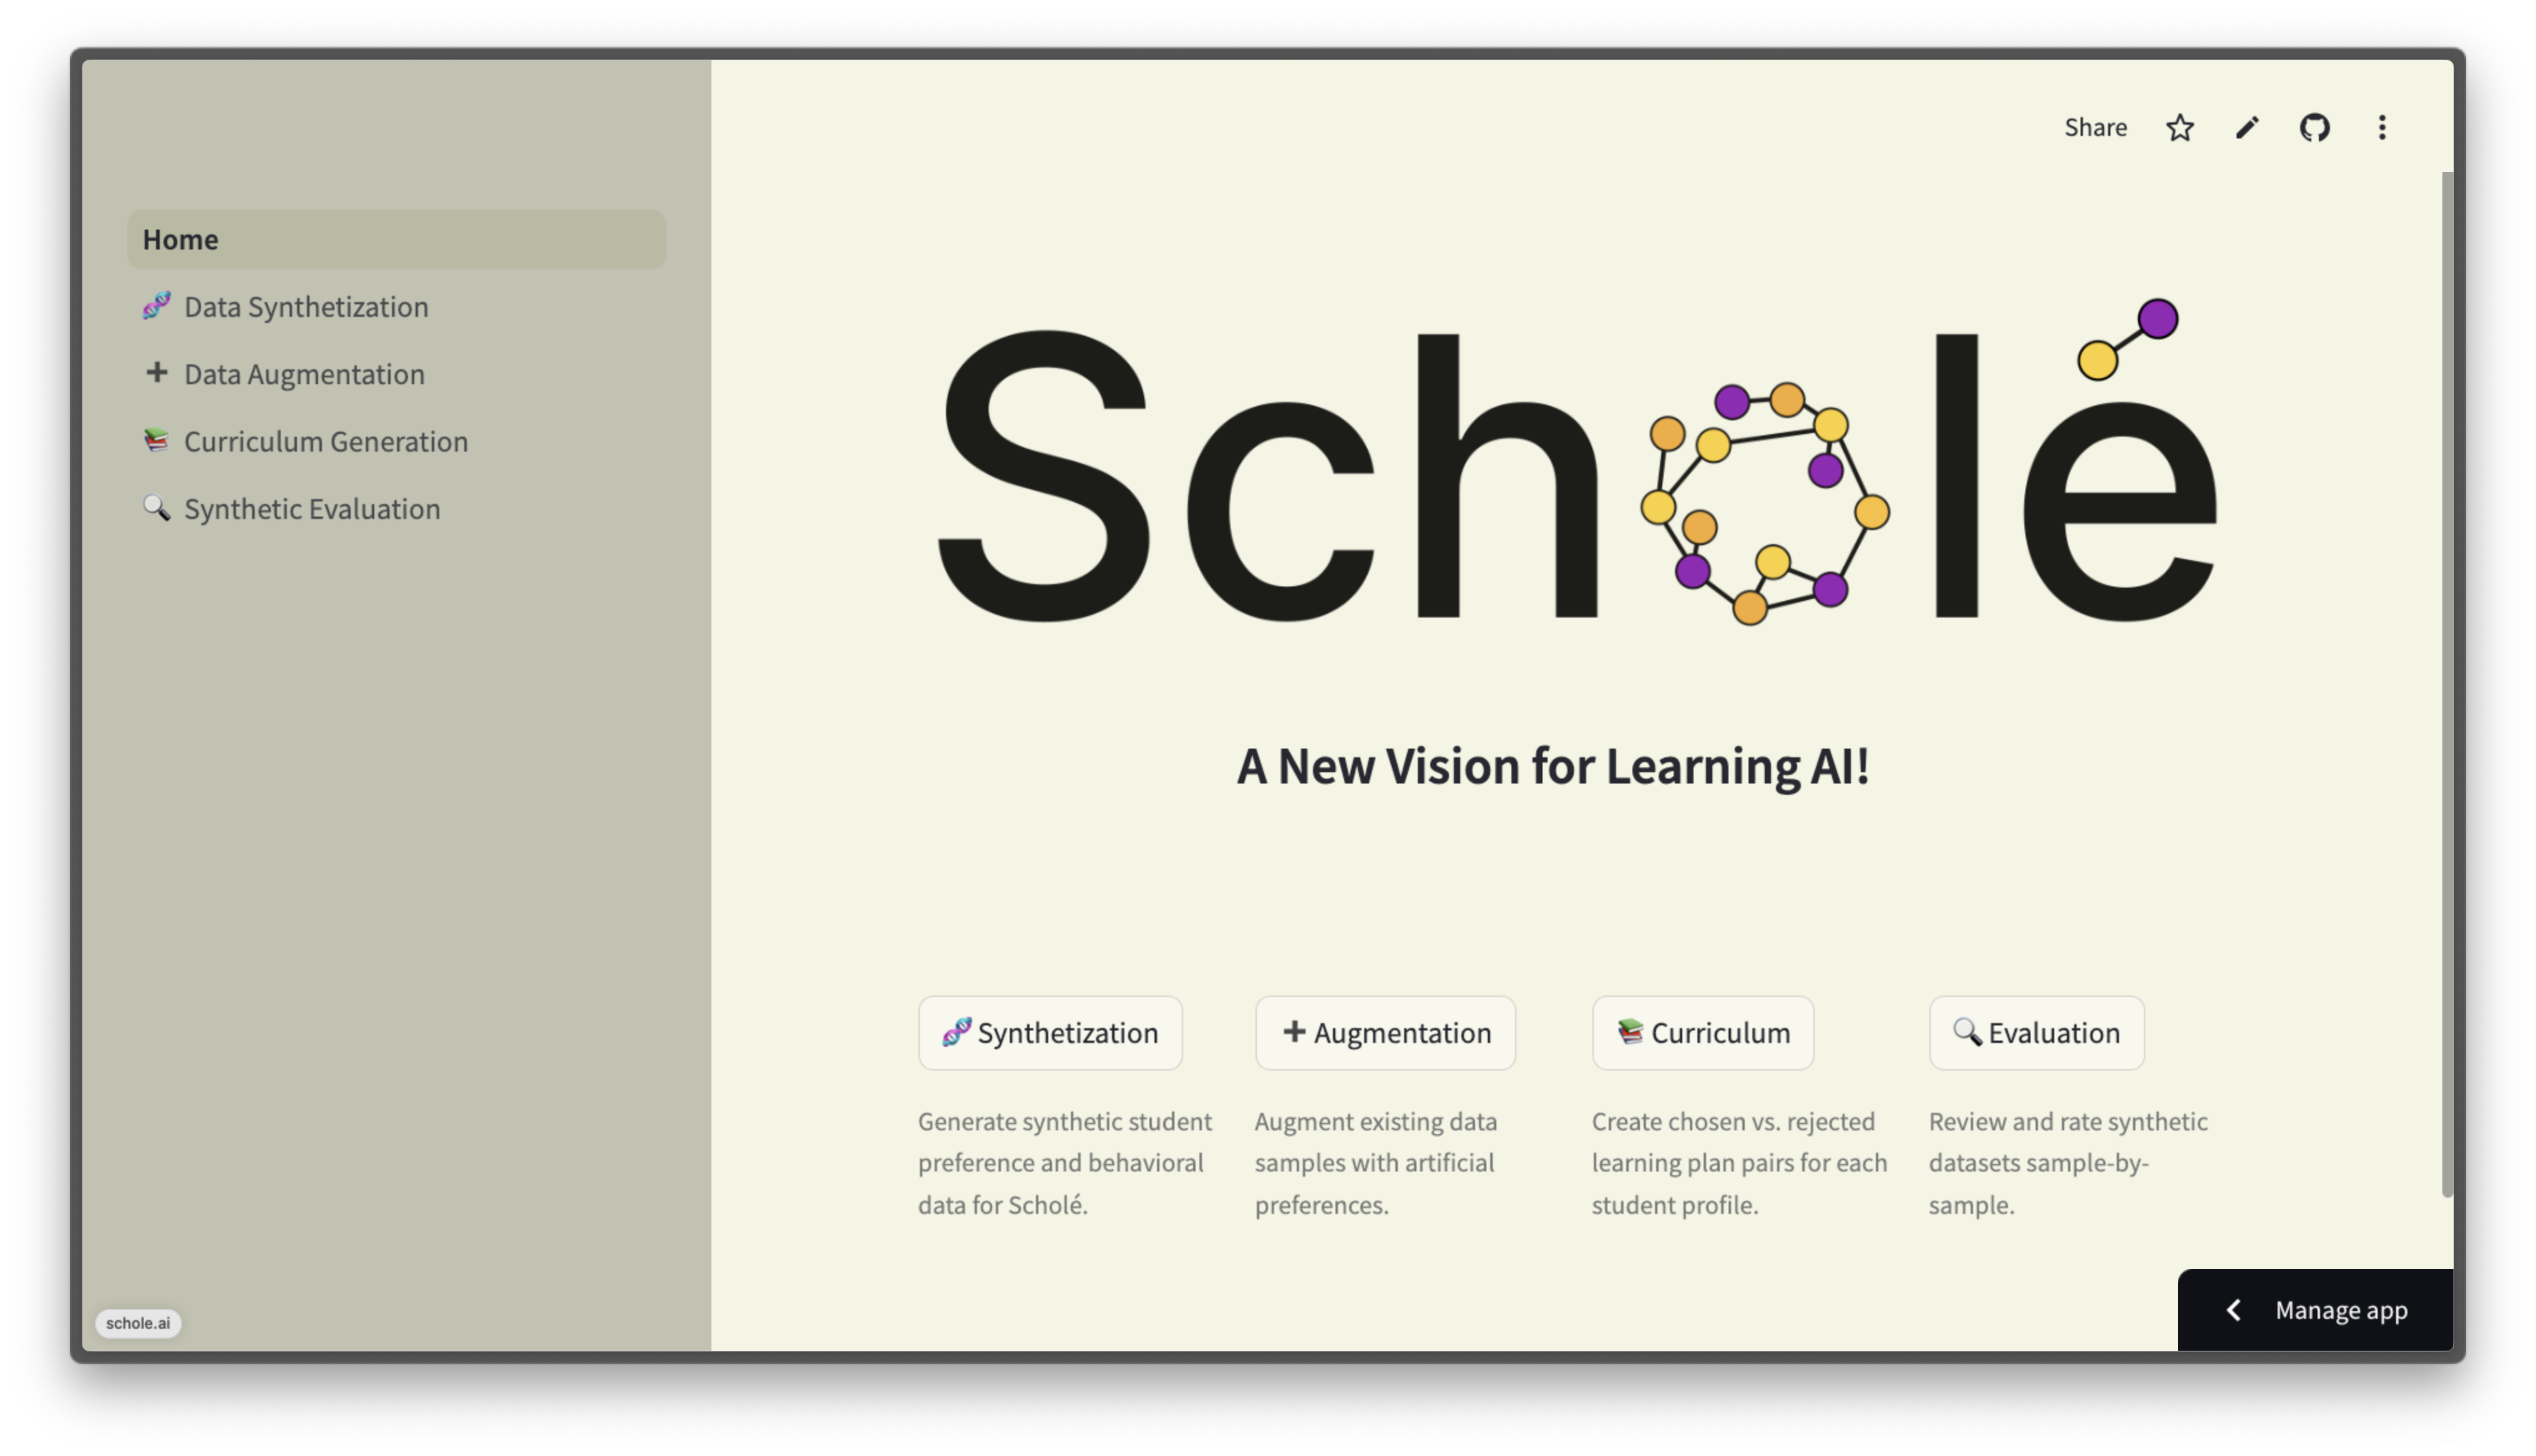 Share
Home
🧬 Data Synthetization
➕ Data Augmentation
📚 Curriculum Generation
🔍 Synthetic Evaluation
Scholé
A New Vision for Learning AI!
🧬 Synthetization
➕ Augmentation
📚 Curriculum
🔍 Evaluation
Generate synthetic student
preference and behavioral
data for Scholé.
Augment existing data
samples with artificial
preferences.
Create chosen vs. rejected
learning plan pairs for each
student profile.
Review and rate synthetic
datasets sample-by-
sample.
schole.ai
Manage app